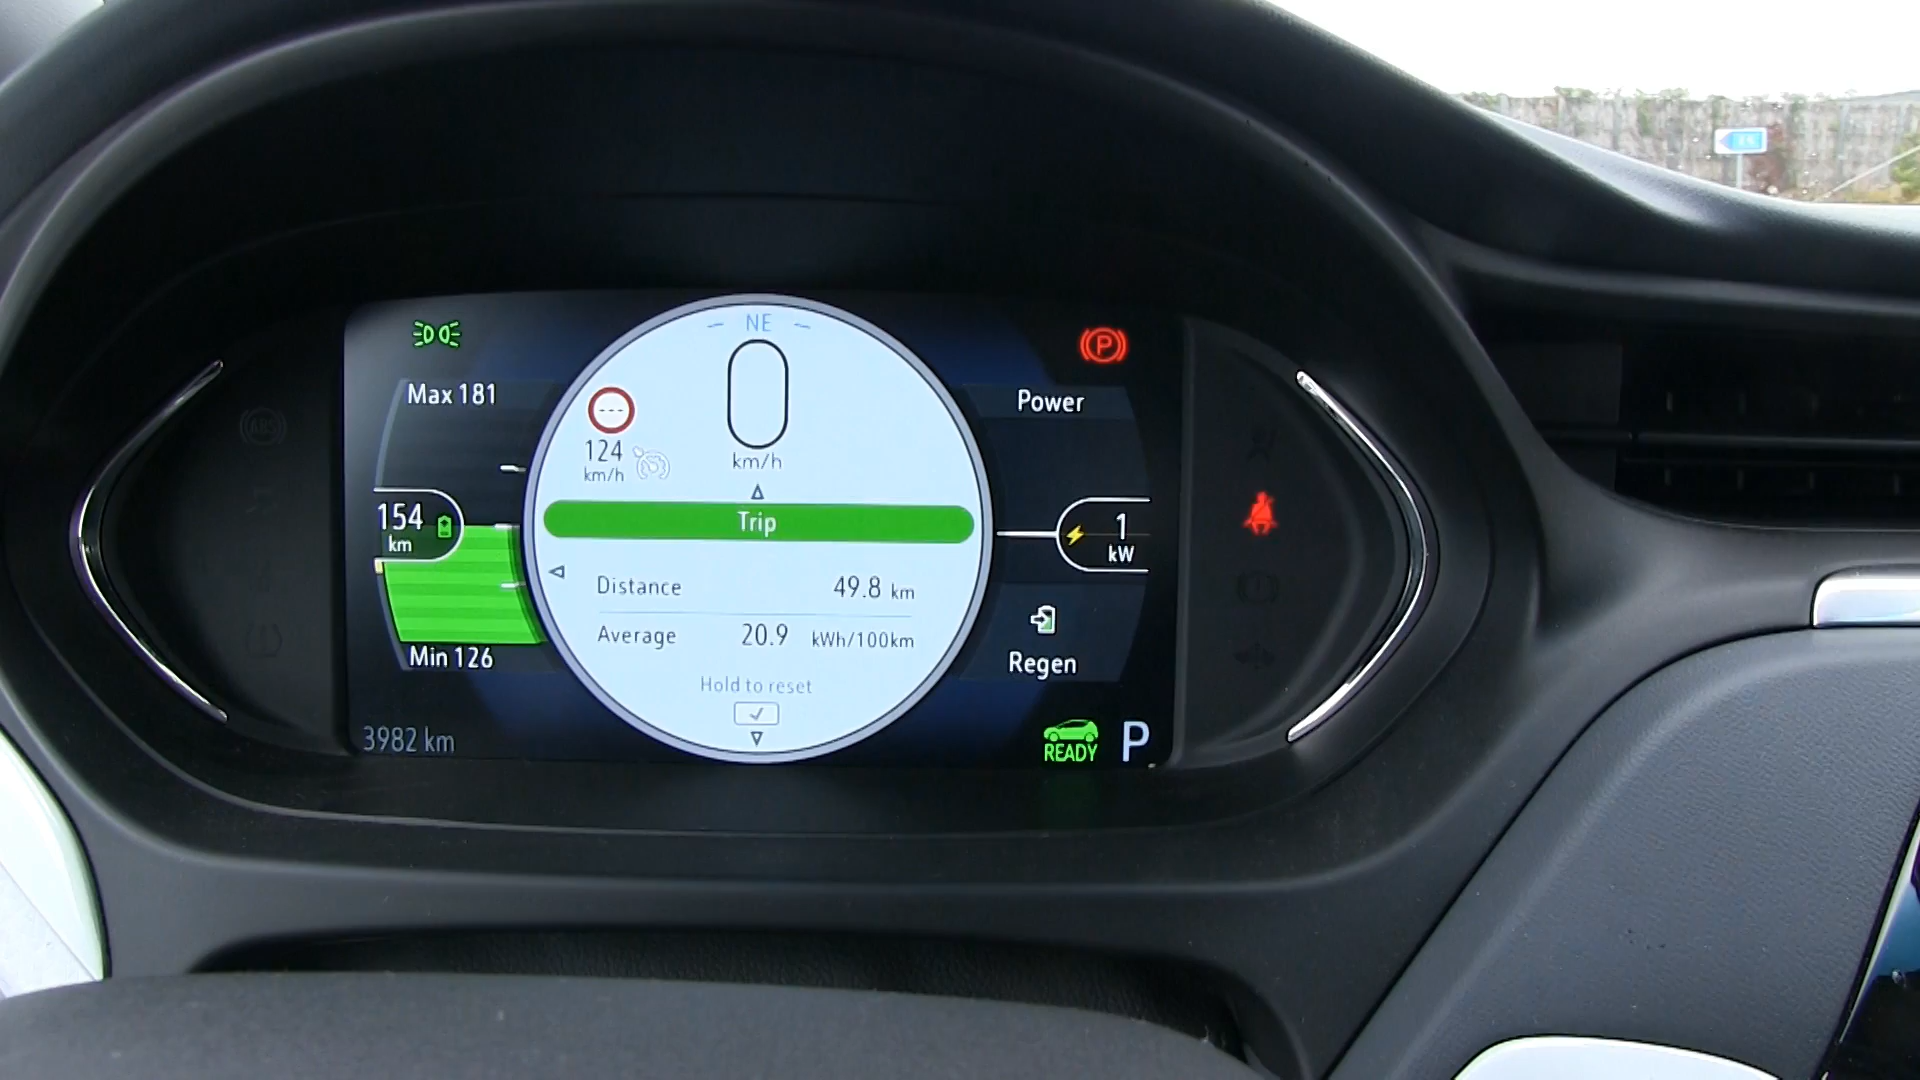 NE
Max 181
Power
0
---
124
km/h
km/h
P
154
km
Trip
1
kW
Distance 49.8 km
Average 20.9 kWh/100km
Min 126
Regen
Hold to reset
3982 km
READY
P